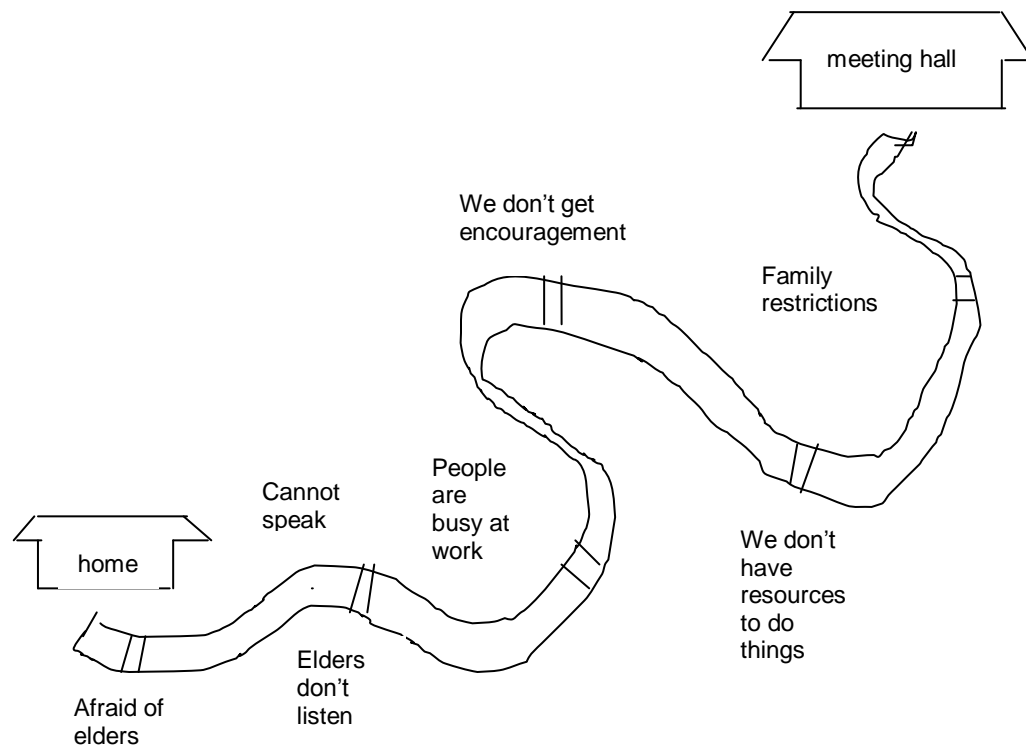 meeting hall
We don’t get
encouragement
Family
restrictions
Cannot
speak
People
are
busy at
work
home
We don’t
have
resources
to do
things
Elders
don’t
listen
Afraid of
elders